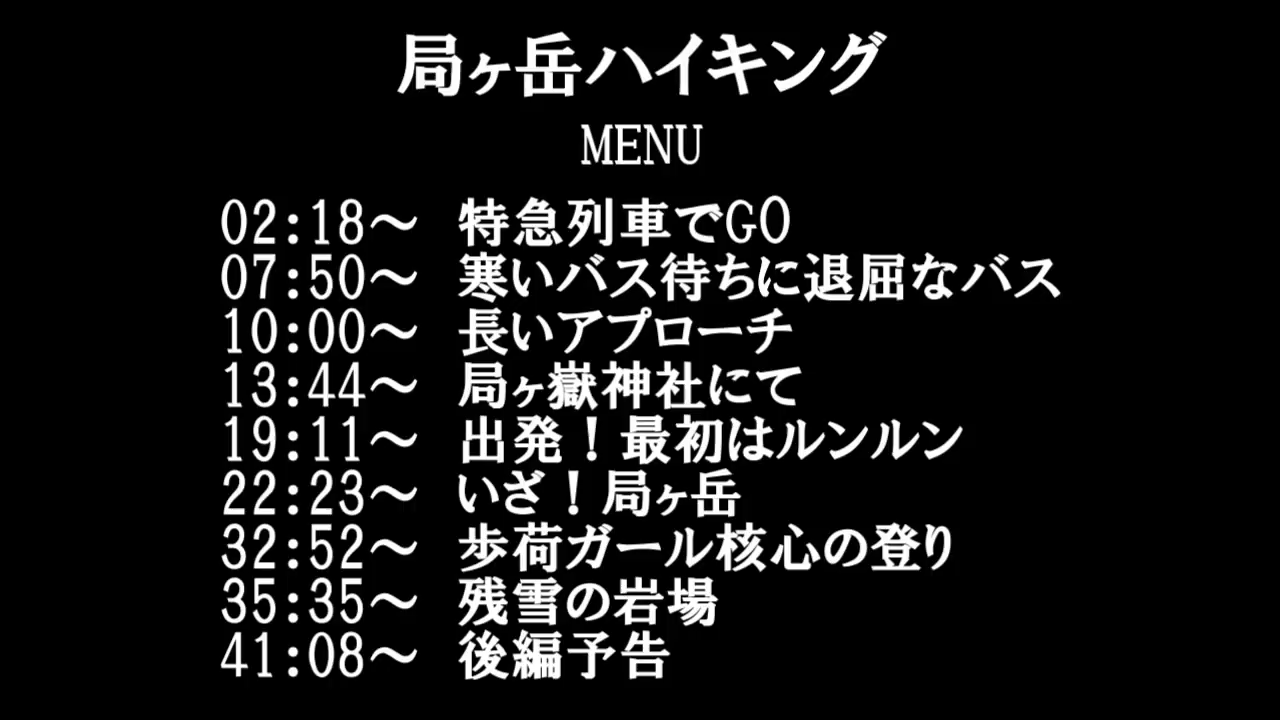 局ヶ岳ハイキング
MENU
02:18～ 特急列車でGO
07:50～ 寒いバス待ちに退屈なバス
10:00～ 長いアプローチ
13:44～ 局ヶ嶽神社にて
19:11～ 出発！最初はルンルン
22:23～ いざ！局ヶ岳
32:52～ 歩荷ガール核心の登り
35:35～ 残雪の岩場
41:08～ 後編予告